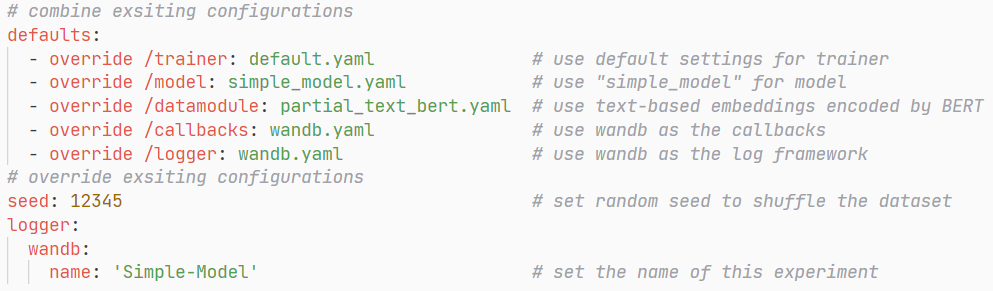 # combine exsiting configurations
defaults:
  - override /trainer: default.yaml               # use default settings for trainer
  - override /model: simple_model.yaml            # use "simple_model" for model
  - override /datamodule: partial_text_bert.yaml  # use text-based embeddings encoded by BERT
  - override /callbacks: wandb.yaml               # use wandb as the callbacks
  - override /logger: wandb.yaml                  # use wandb as the log framework
# override exsiting configurations
seed: 12345                                       # set random seed to shuffle the dataset
logger:
  wandb:
    name: 'Simple-Model'                          # set the name of this experiment